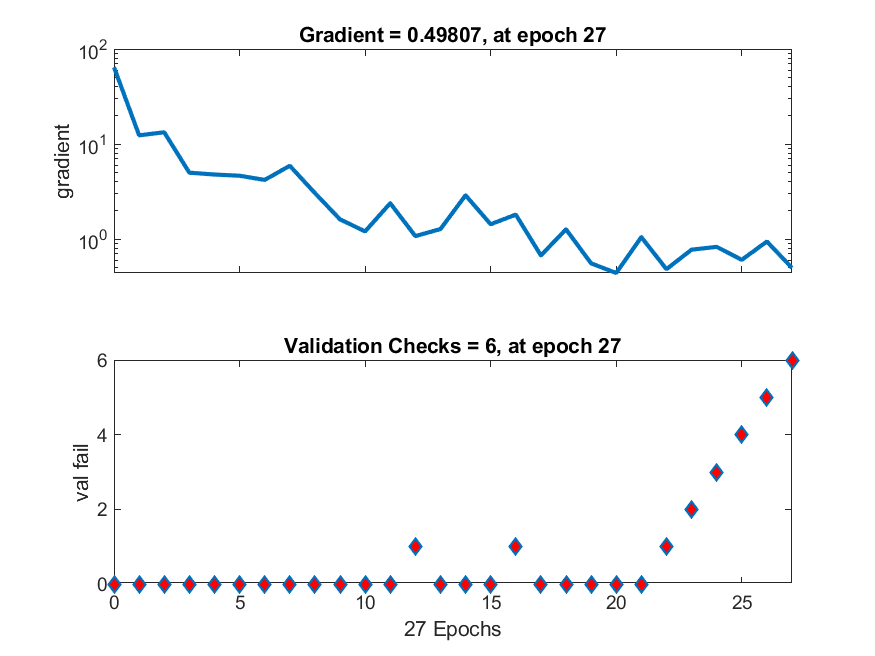 Gradient = 0.49807, at epoch 27
10^2
10^1
10^0
gradient
Validation Checks = 6, at epoch 27
6
4
2
0
val fail
0 5 10 15 20 25
27 Epochs